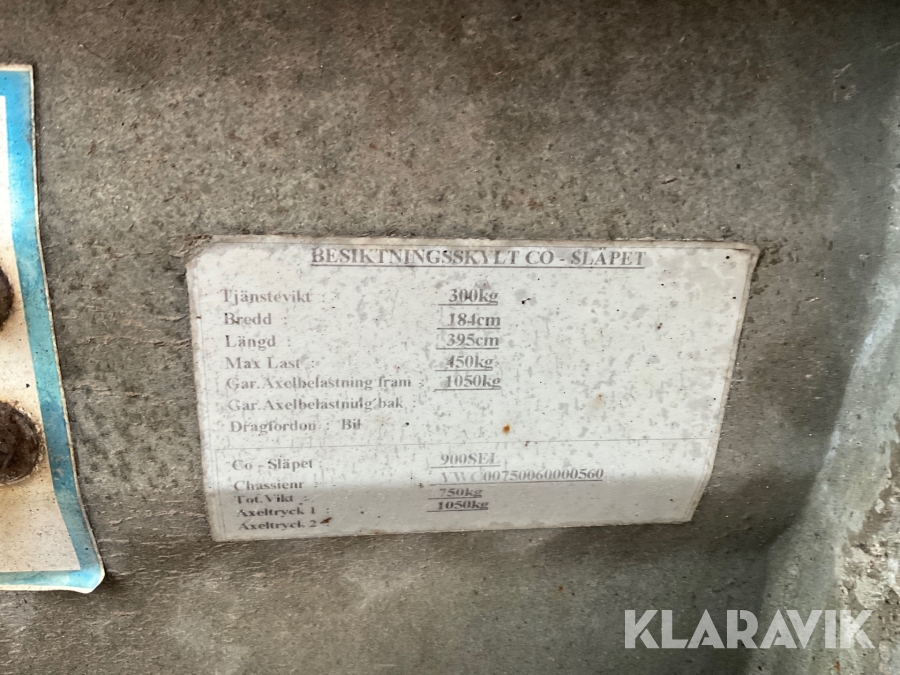 BESIKTNINGSSKYLT CO - SLÄPET
Tjänstevikt : 300kg
Bredd : 184cm
Längd : 395cm
Max Last : 450kg
Gar.Axelbelastning fram : 1050kg
Gar.Axelbelastning bak
Dragfordon : Bil
Co - Släpet : 900SEL
Chassienr : YWC00750060000560
Tot.Vikt : 750kg
Axeltryck 1 : 1050kg
Axeltryck 2 :
KLARAVIK